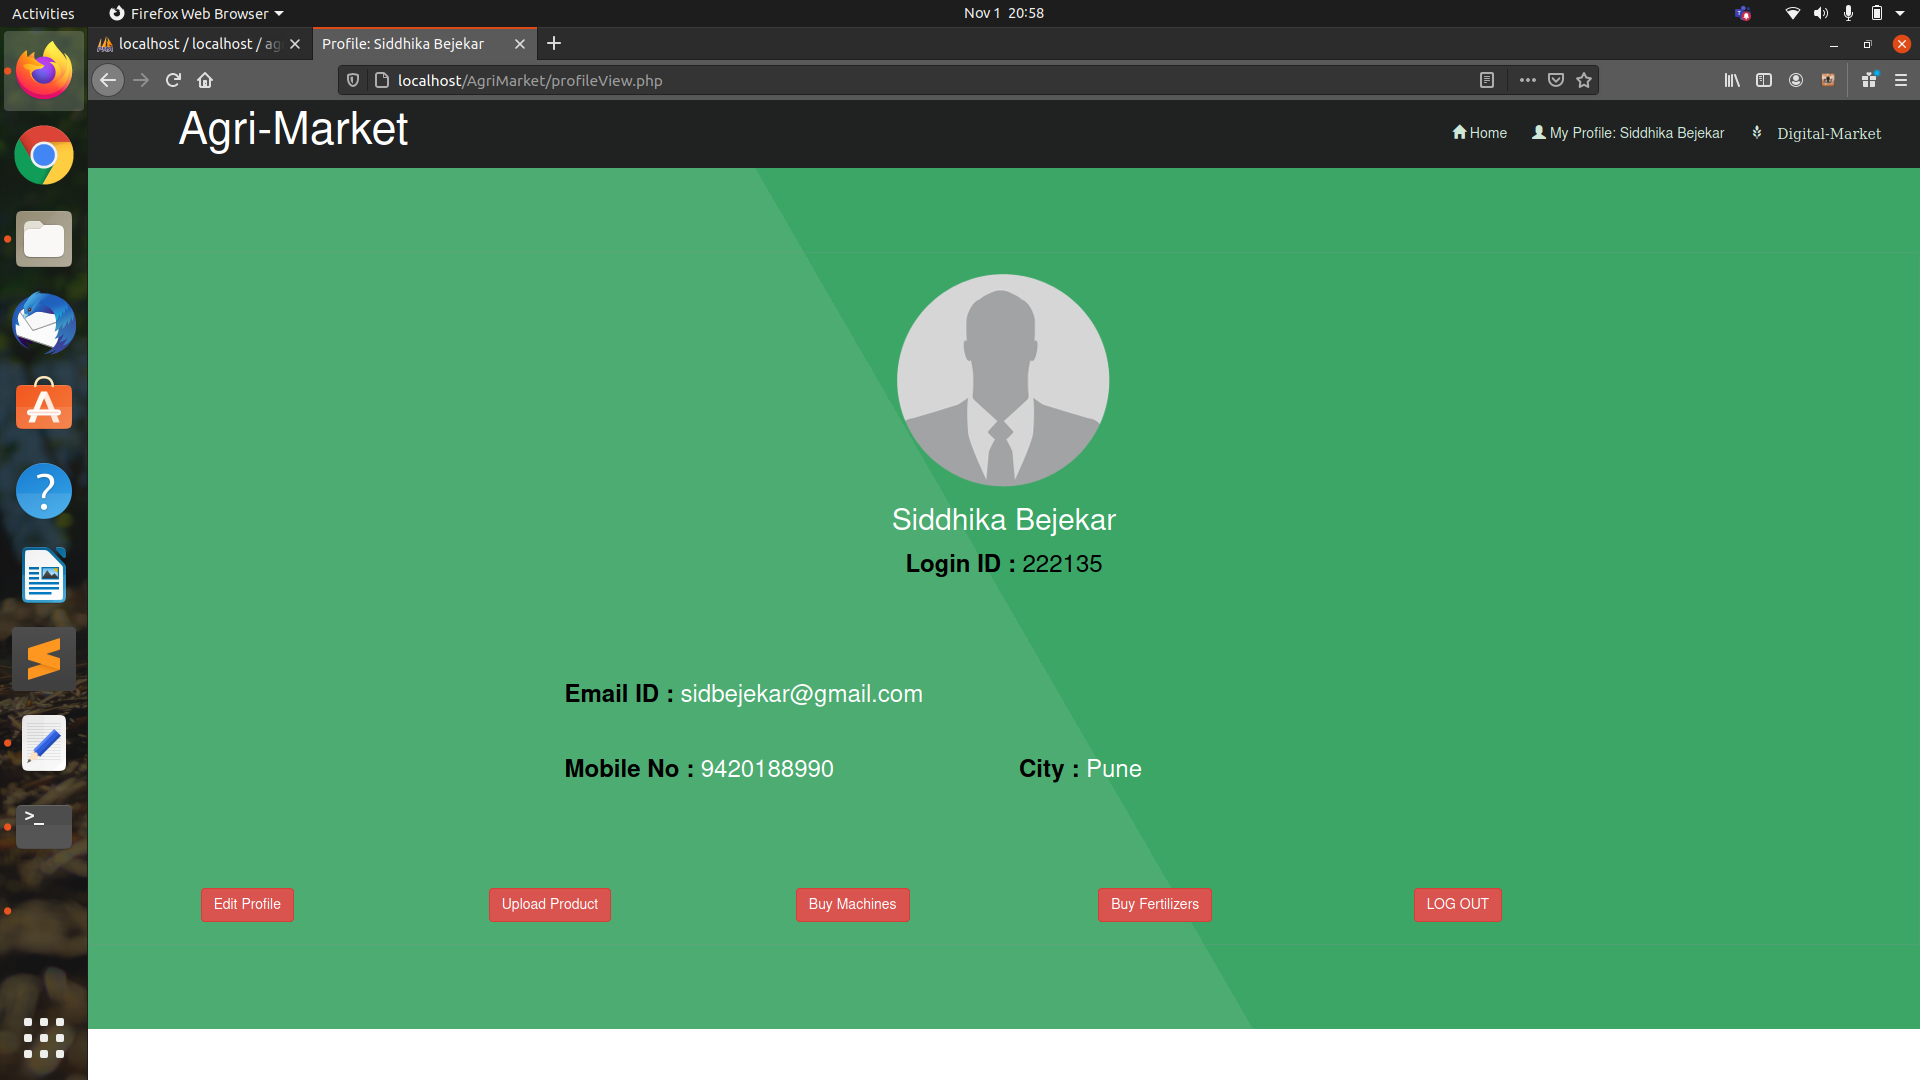 Activities Firefox Web Browser Nov 1 20:58
localhost / localhost / ag Profile: Siddhika Bejekar
localhost/AgriMarket/profileView.php
Agri-Market Home My Profile: Siddhika Bejekar Digital-Market
Siddhika Bejekar
Login ID : 222135
Email ID : sidbejekar@gmail.com
Mobile No : 9420188990 City : Pune
Edit Profile Upload Product Buy Machines Buy Fertilizers LOG OUT